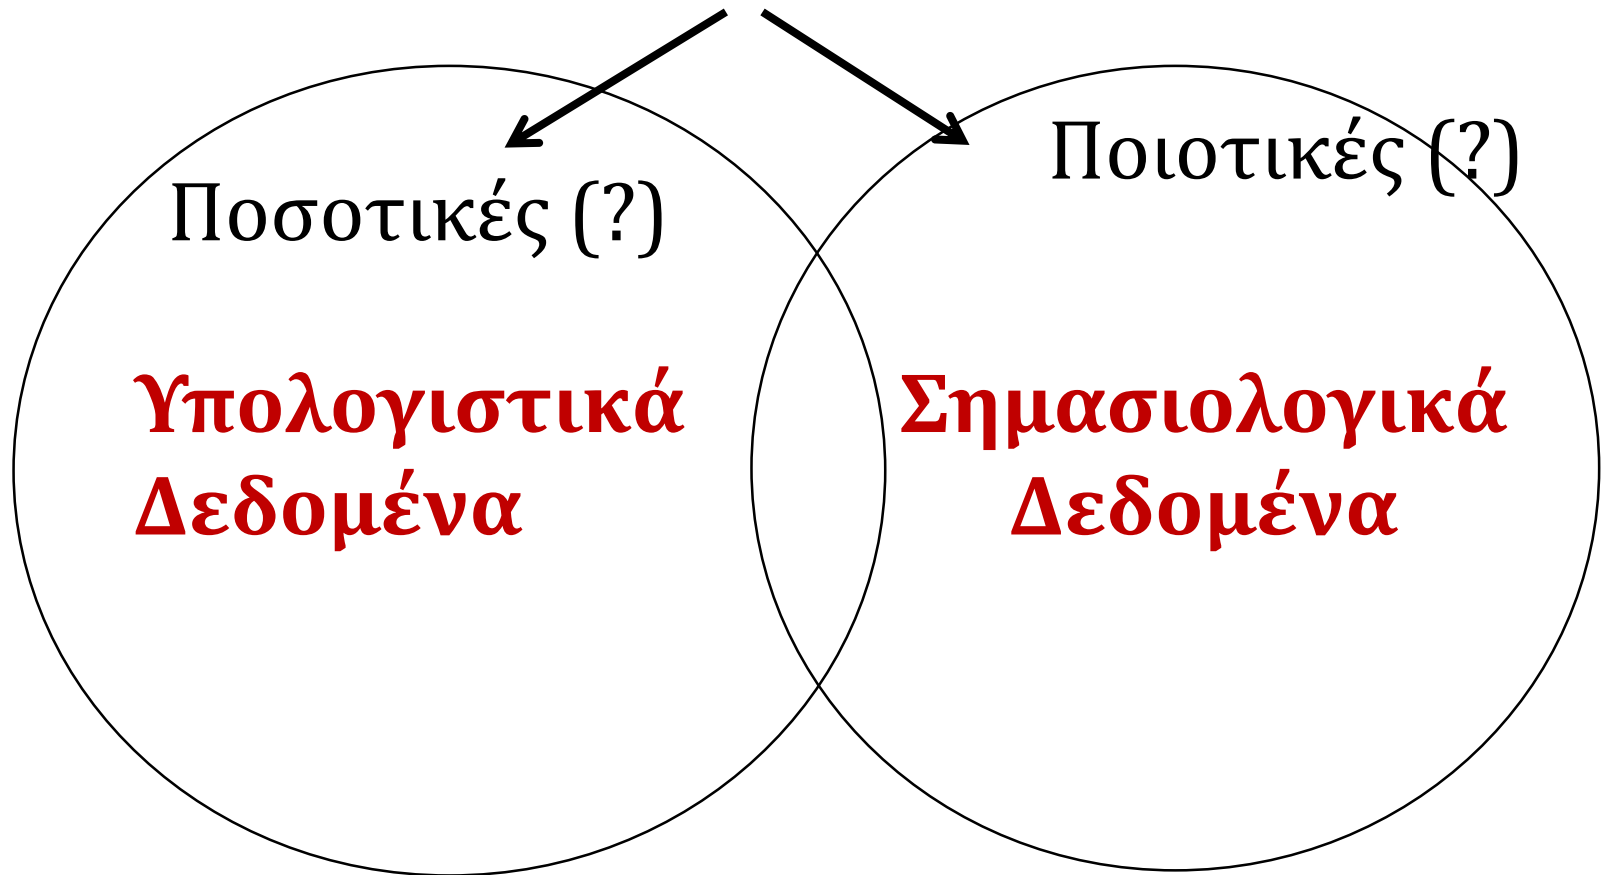 Ποσοτικές (?)
Ποιοτικές (?)
Υπολογιστικά
Δεδομένα
Σημασιολογικά
Δεδομένα